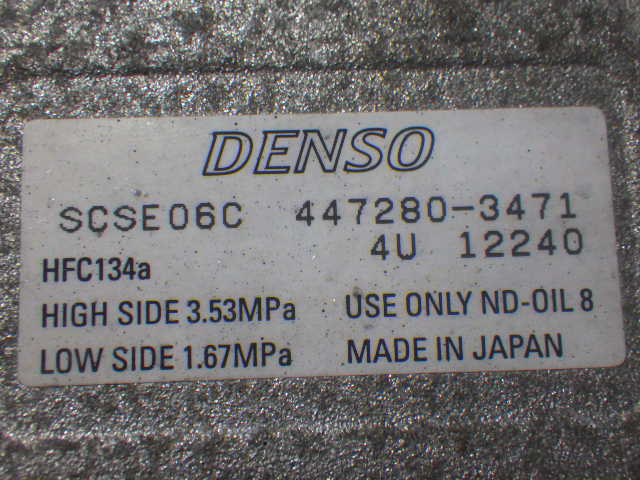 DENSO
SCSE06C 447280-3471
4U 12240
HFC134a
HIGH SIDE 3.53MPa USE ONLY ND-OIL 8
LOW SIDE 1.67MPa MADE IN JAPAN